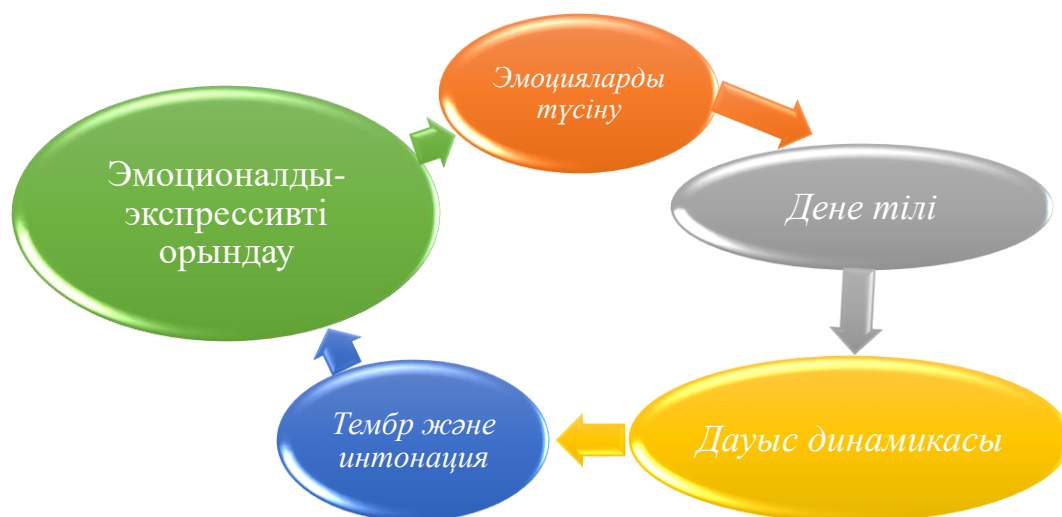 Эмоционалды-
экспрессивті
орындау
Эмоцияларды
түсіну
Дене тілі
Дауыс динамикасы
Тембр және
интонация